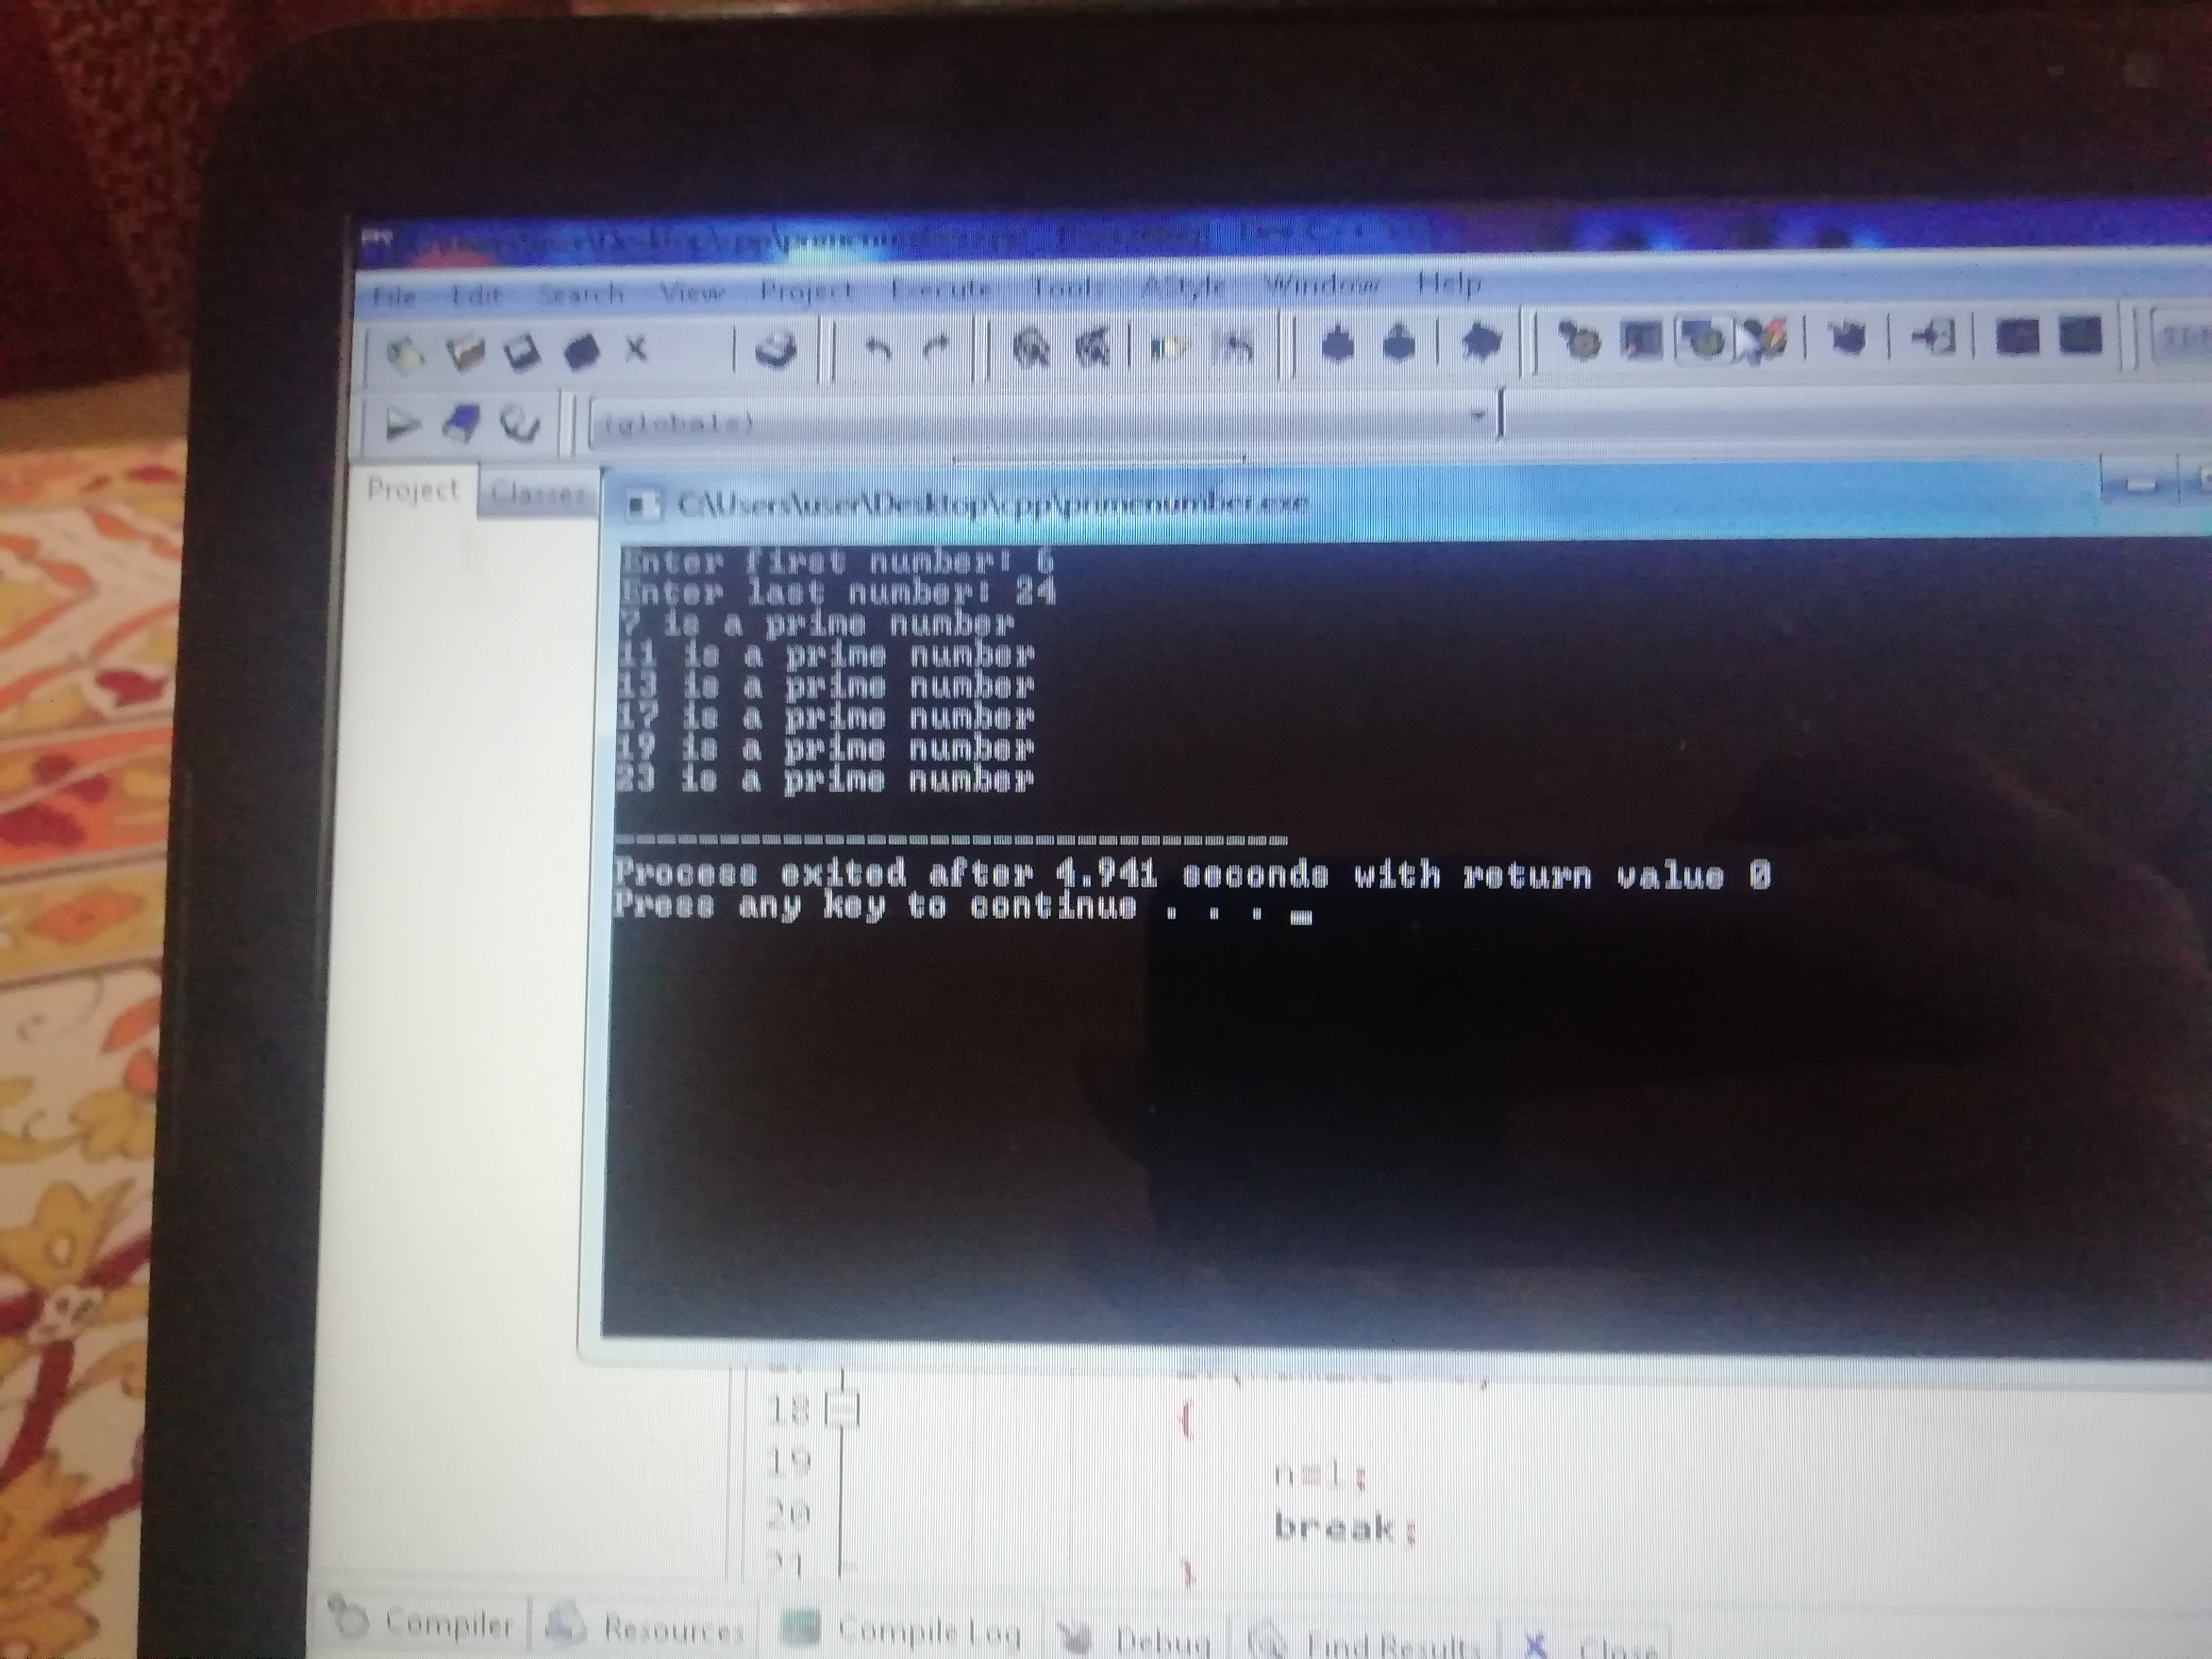 File Edit Search View Project Execute Tools AStyle Window Help
(globals)
Project Classes
C:\Users\user\Desktop\cpp\primenumber.exe
Enter first number: 6
Enter last number: 24
7 is a prime number
11 is a prime number
13 is a prime number
17 is a prime number
19 is a prime number
23 is a prime number
--------------------------------
Process exited after 4.941 seconds with return value 0
Press any key to continue . . . _
18 {
19 n=1;
20 break;
21 }
Compiler Resources Compile Log Debug Find Results Close